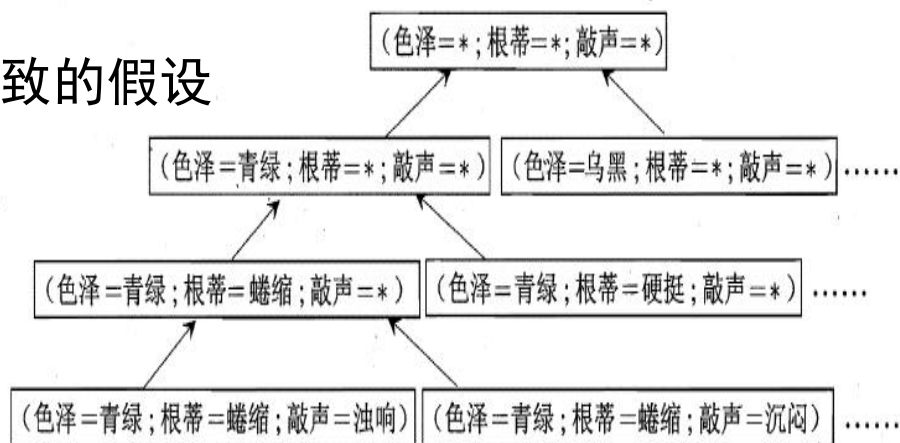 （色泽=*;根蒂=*;敲声=*）
致的假设
（色泽=青绿;根蒂=*;敲声=*） （色泽=乌黑;根蒂=*;敲声=*）……
（色泽=青绿;根蒂=蜷缩;敲声=*） （色泽=青绿;根蒂=硬挺;敲声=*）……
（色泽=青绿;根蒂=蜷缩;敲声=浊响） （色泽=青绿;根蒂=蜷缩;敲声=沉闷）……